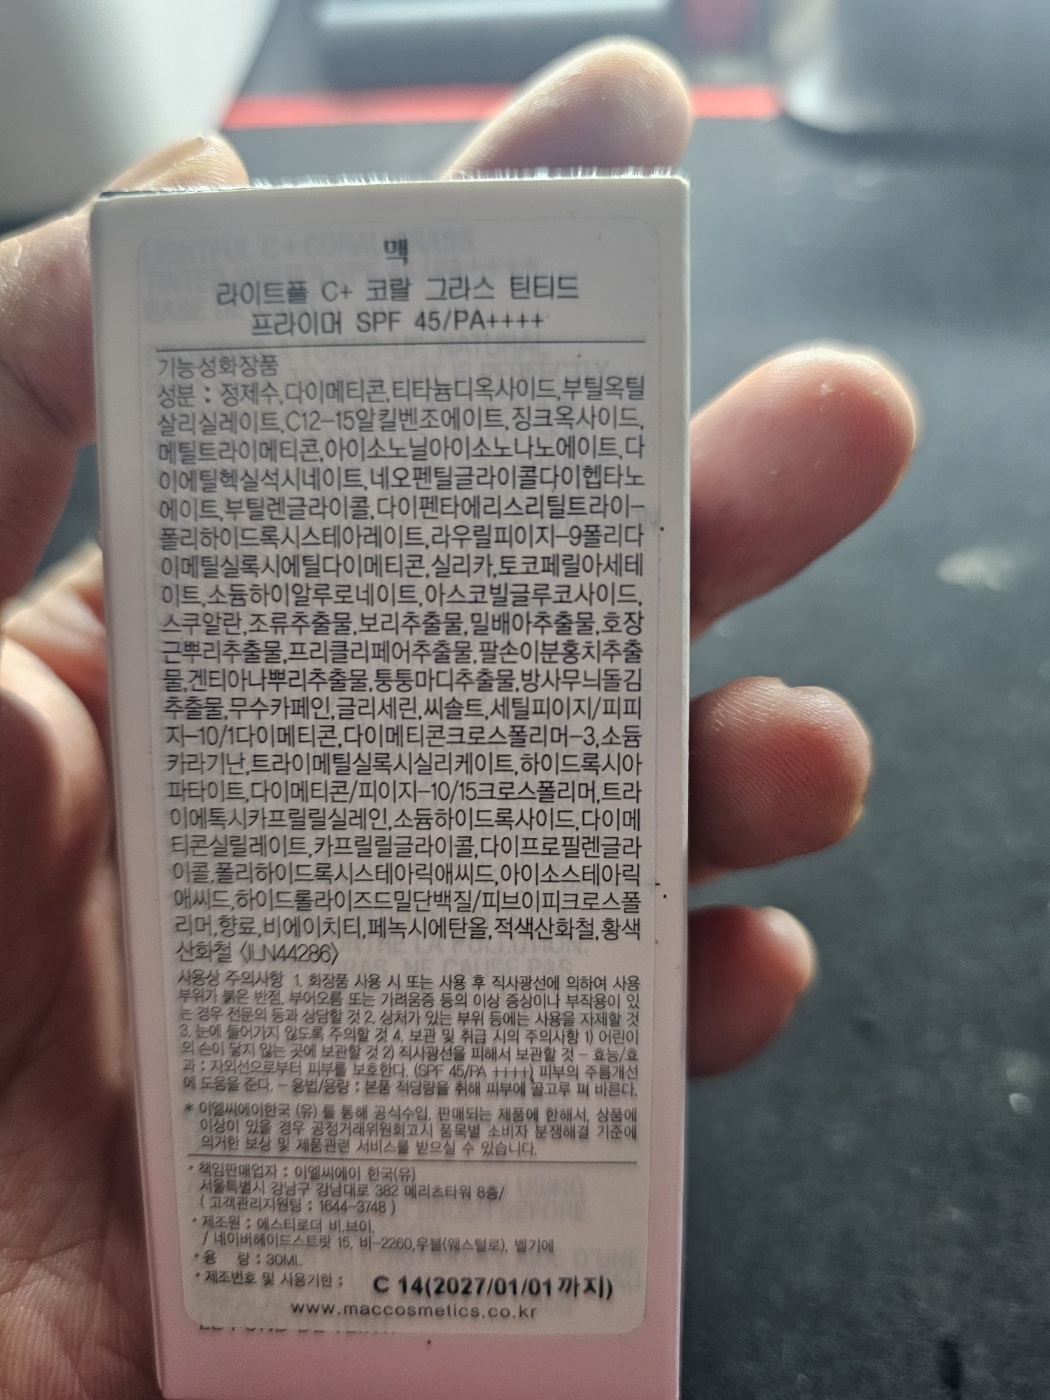 맥
라이트풀 C+ 코랄 그라스 틴티드
프라이머 SPF 45/PA++++
기능성화장품
성분 : 정제수,다이메티콘,티타늄디옥사이드,부틸옥틸
살리실레이트,C12-15알킬벤조에이트,징크옥사이드,
메틸트라이메티콘,아이소노닐아이소노나노에이트,다
이에틸헥실석시네이트,네오펜틸글라이콜다이헵타노
에이트,부틸렌글라이콜,다이펜타에리스리틸트라이-
폴리하이드록시스테아레이트,라우릴피이지-9폴리다
이메틸실록시에틸다이메티콘,실리카,토코페릴아세테
이트,소듐하이알루로네이트,아스코빌글루코사이드,
스쿠알란,조류추출물,보리추출물,밀배아추출물,호장
근뿌리추출물,프리클리페어추출물,팔손이분홍치추출
물,겐티아나뿌리추출물,퉁퉁마디추출물,방사무늬돌김
추출물,무수카페인,글리세린,씨솔트,세틸피이지/피피
지-10/1다이메티콘,다이메티콘크로스폴리머-3,소듐
카라기난,트라이메틸실록시실리케이트,하이드록시아
파타이트,다이메티콘/피이지-10/15크로스폴리머,트라
이에톡시카프릴릴실레인,소듐하이드록사이드,다이메
티콘실릴레이트,카프릴릴글라이콜,다이프로필렌글라
이콜,폴리하이드록시스테아릭애씨드,아이소스테아릭
애씨드,하이드롤라이즈드밀단백질/피브이피크로스폴
리머,향료,비에이치티,페녹시에탄올,적색산화철,황색
산화철 <ILN44286>
사용상 주의사항 1. 화장품 사용 시 또는 사용 후 직사광선에 의하여 사용
부위가 붉은 반점, 부어오름 또는 가려움증 등의 이상 증상이나 부작용이 있
는 경우 전문의 등과 상담할 것 2. 상처가 있는 부위 등에는 사용을 자제할 것
3. 눈에 들어가지 않도록 주의할 것 4. 보관 및 취급 시의 주의사항 1) 어린이
의 손이 닿지 않는 곳에 보관할 것 2) 직사광선을 피해서 보관할 것 - 효능/효
과 : 자외선으로부터 피부를 보호한다. (SPF 45/PA ++++) 피부의 주름개선
에 도움을 준다. - 용법/용량 : 본품 적당량을 취해 피부에 골고루 펴 바른다.
* 이엘씨에이한국 (유) 를 통해 공식수입, 판매되는 제품에 한해서, 상품에
이상이 있을 경우 공정거래위원회고시 품목별 소비자 분쟁해결 기준에
의거한 보상 및 제품관련 서비스를 받으실 수 있습니다.
• 책임판매업자 : 이엘씨에이 한국(유)
서울특별시 강남구 강남대로 382 메리츠타워 8층/
( 고객관리지원팀 : 1644-3748 )
• 제조원 : 에스티로더 비.브이.
/ 네이버헤이드스트랏 15, 비-2260,우블(웨스털로), 벨기에
• 용 량 : 30ML
• 제조번호 및 사용기한 : C 14(2027/01/01까지)
www.maccosmetics.co.kr